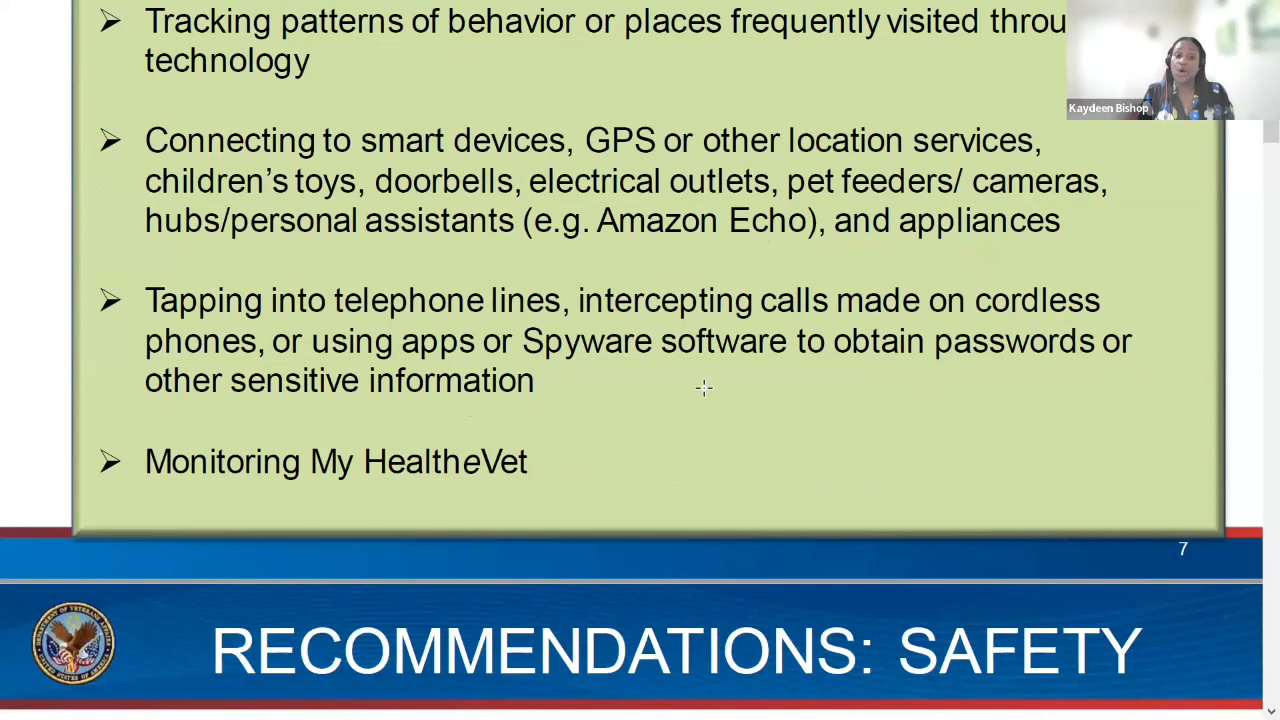 ➢ Tracking patterns of behavior or places frequently visited throu
technology
Kaydeen Bishop
➢ Connecting to smart devices, GPS or other location services,
children’s toys, doorbells, electrical outlets, pet feeders/ cameras,
hubs/personal assistants (e.g. Amazon Echo), and appliances
➢ Tapping into telephone lines, intercepting calls made on cordless
phones, or using apps or Spyware software to obtain passwords or
other sensitive information
➢ Monitoring My HealtheVet
7
RECOMMENDATIONS: SAFETY